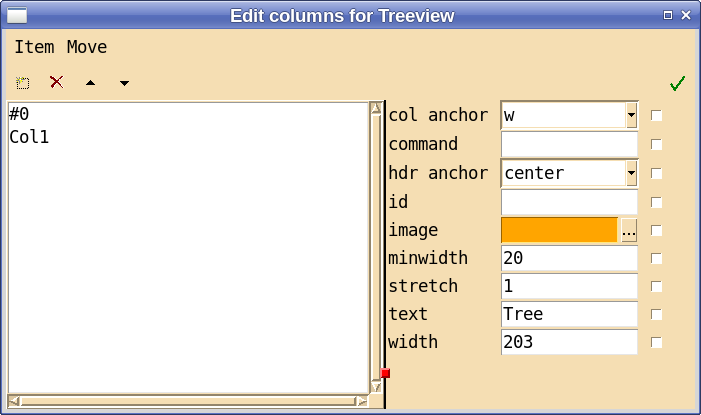 Edit columns for Treeview
Item Move
#0
Col1
col anchor w
command
hdr anchor center
id
image ...
minwidth 20
stretch 1
text Tree
width 203